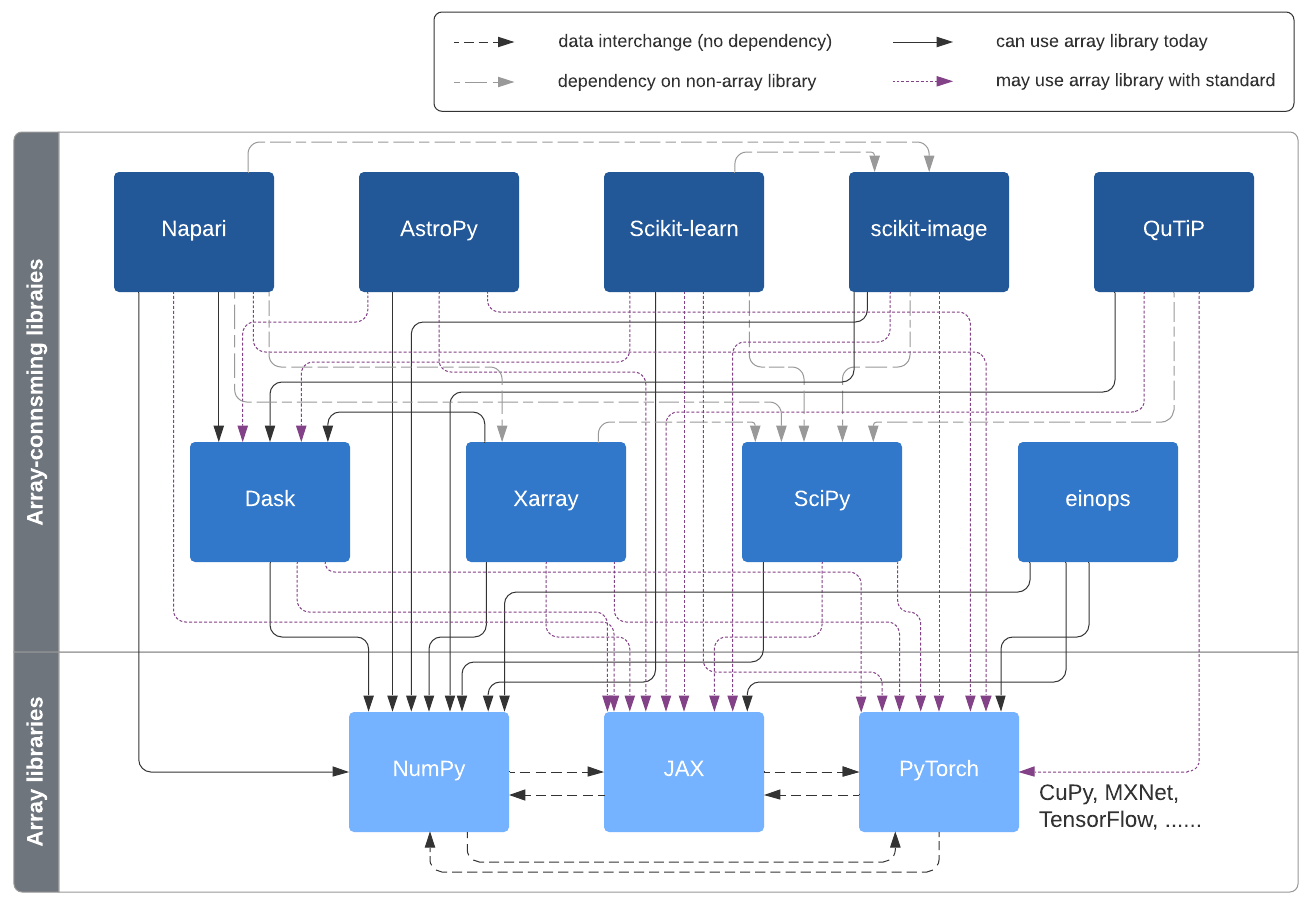 data interchange (no dependency)
can use array library today
dependency on non-array library
may use array library with standard
Array-connsming libraies
Napari
AstroPy
Scikit-learn
scikit-image
QuTiP
Dask
Xarray
SciPy
einops
Array libraries
NumPy
JAX
PyTorch
CuPy, MXNet,
TensorFlow, ......